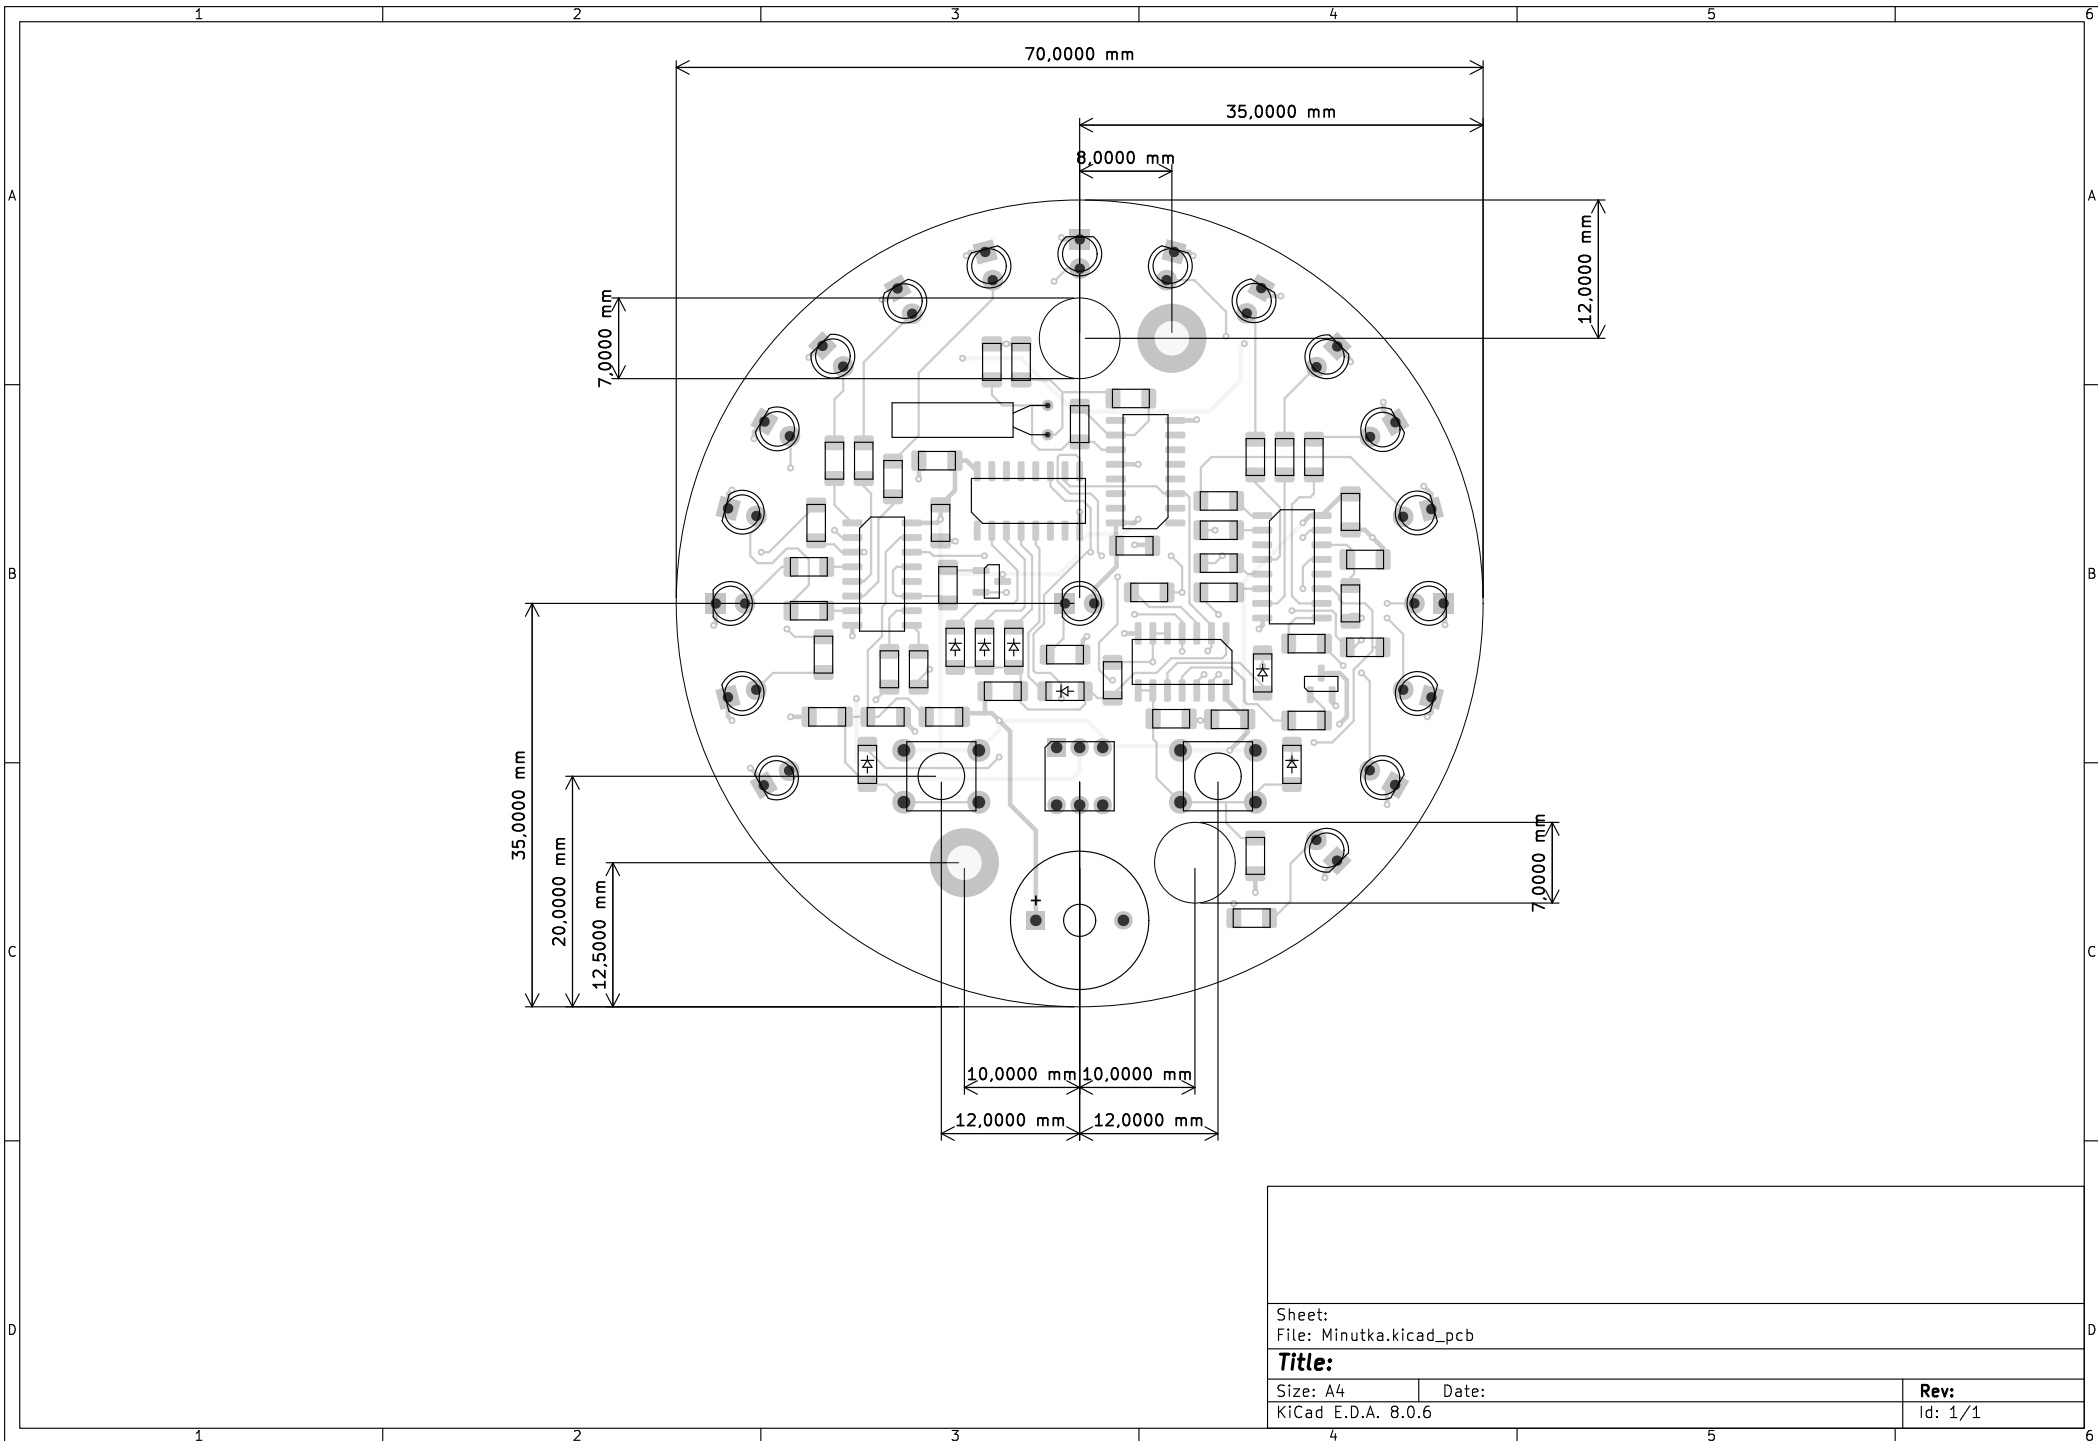 1 2 3 4 5 6
70,0000 mm
35,0000 mm
8,0000 mm
A A
12,0000 mm
7,0000 mm
B B
35,0000 mm
20,0000 mm
12,5000 mm
7,0000 mm
+
C C
10,0000 mm 10,0000 mm
12,0000 mm 12,0000 mm
D D
Sheet:
File: Minutka.kicad_pcb
Title:
Size: A4 Date: Rev:
KiCad E.D.A. 8.0.6 Id: 1/1
1 2 3 4 5 6